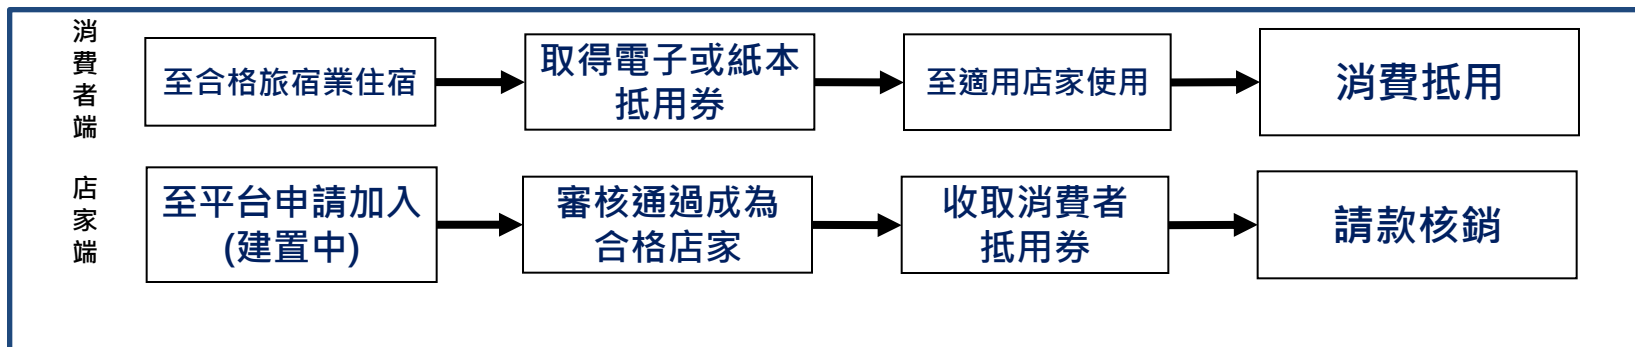 消費者端
至合格旅宿業住宿
取得電子或紙本
抵用券
至適用店家使用
消費抵用
店家端
至平台申請加入
(建置中)
審核通過成為
合格店家
收取消費者
抵用券
請款核銷